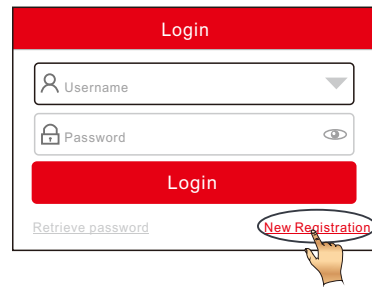 Login
Username
Password
Login
Retrieve password
New Registration